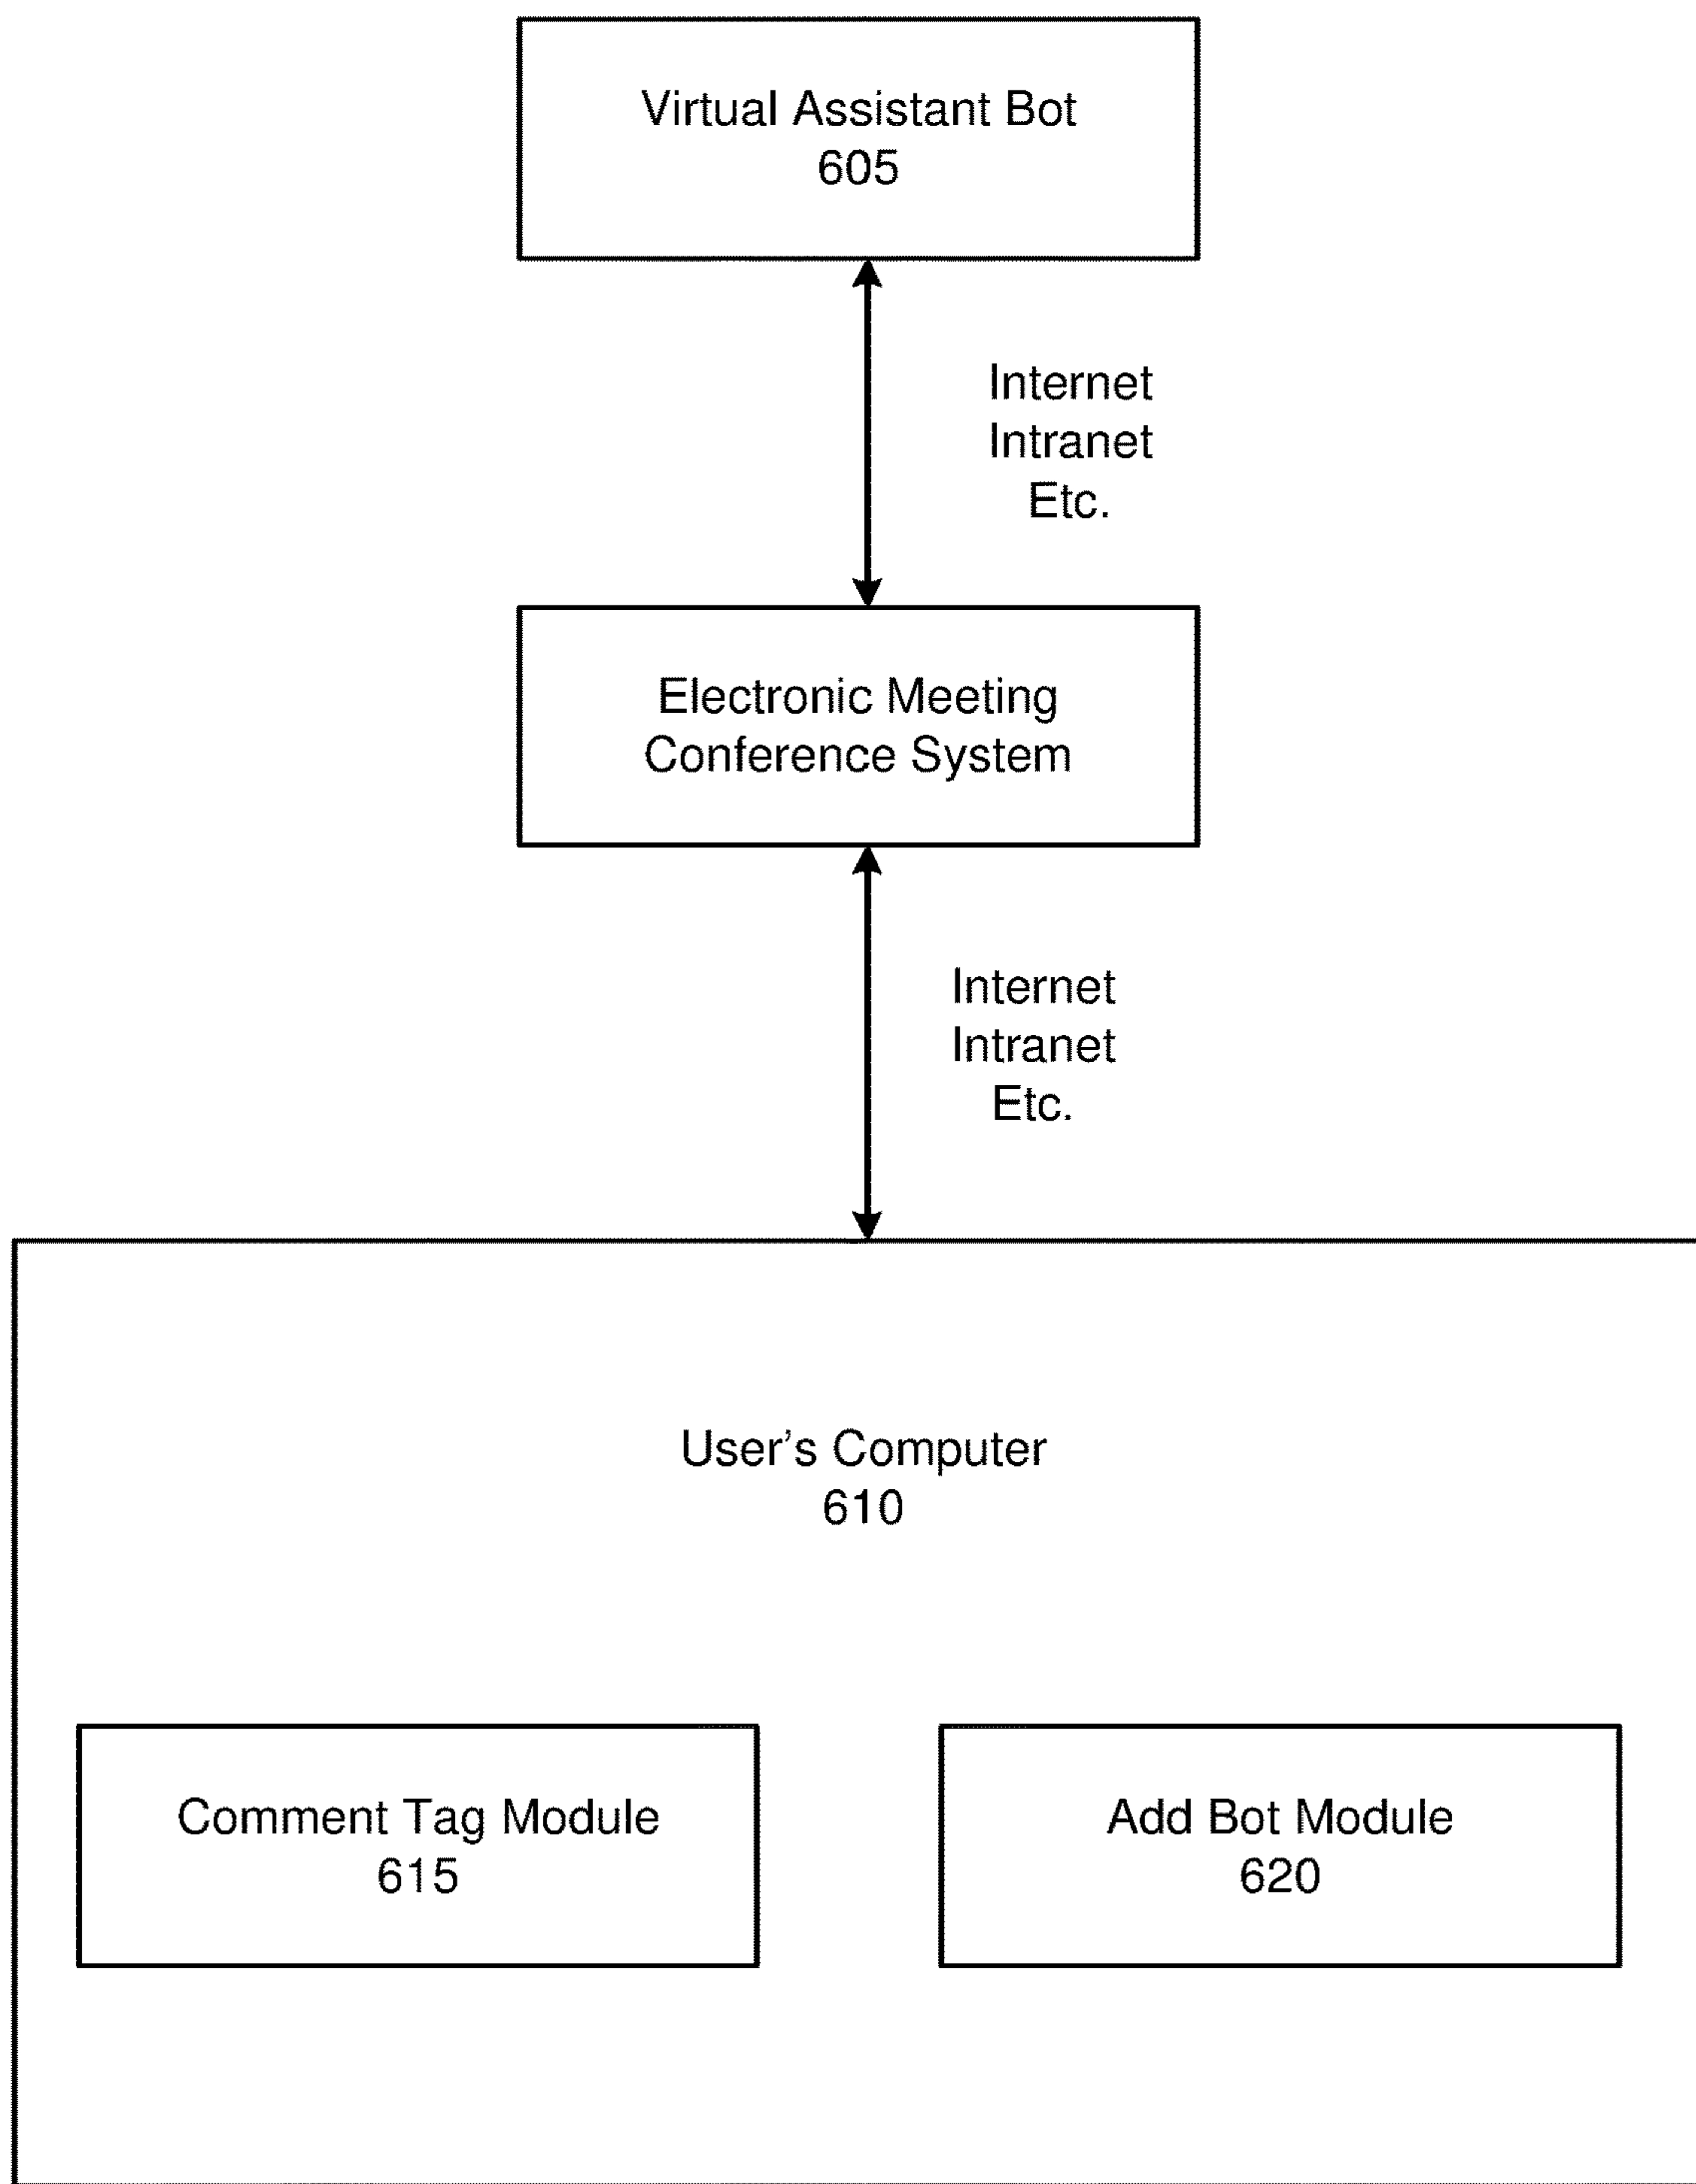 Virtual Assistant Bot
605
Internet
Intranet
Etc.
Electronic Meeting
Conference System
Internet
Intranet
Etc.
User’s Computer
610
Comment Tag Module
615
Add Bot Module
620